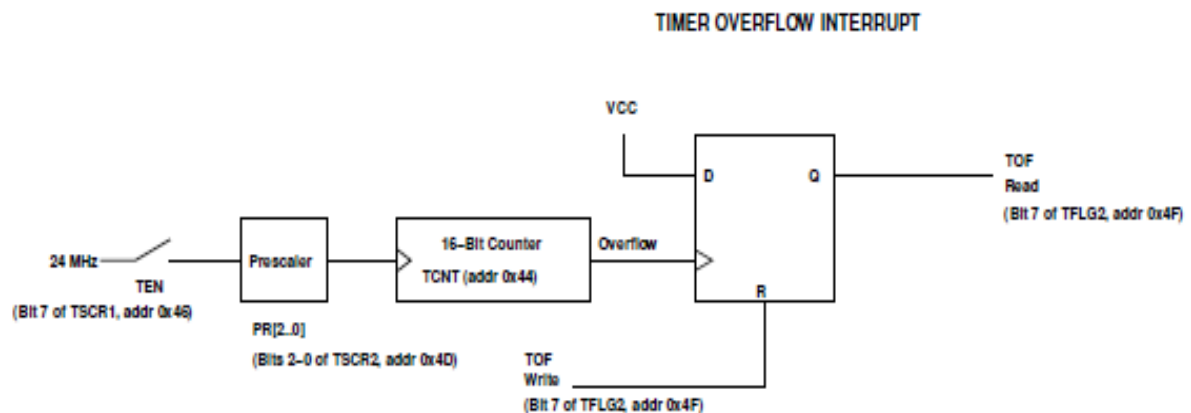 TIMER OVERFLOW INTERRUPT
VCC
D
Q
TOF
Read
(Bit 7 of TFLG2, addr 0x4F)
24 MHz
TEN
(Bit 7 of TSCR1, addr 0x46)
Prescaler
PR[2..0]
(Bits 2-0 of TSCR2, addr 0x4D)
16-Bit Counter
TCNT (addr 0x44)
Overflow
R
TOF
Write
(Bit 7 of TFLG2, addr 0x4F)